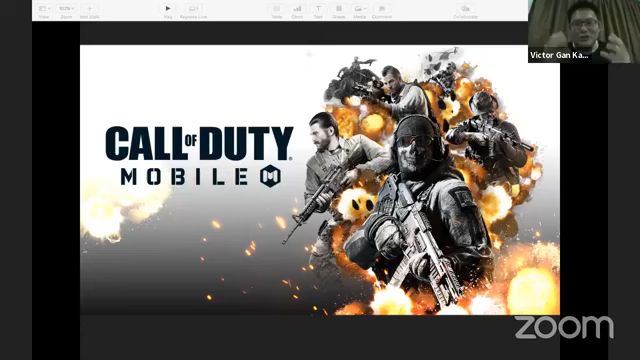 View
Zoom
Add Slide
Play
Keynote Live
Table
Chart
Text
Shape
Media
Comment
Collaborate
Victor Gan Ka...
CALL OF DUTY
MOBILE
zoom